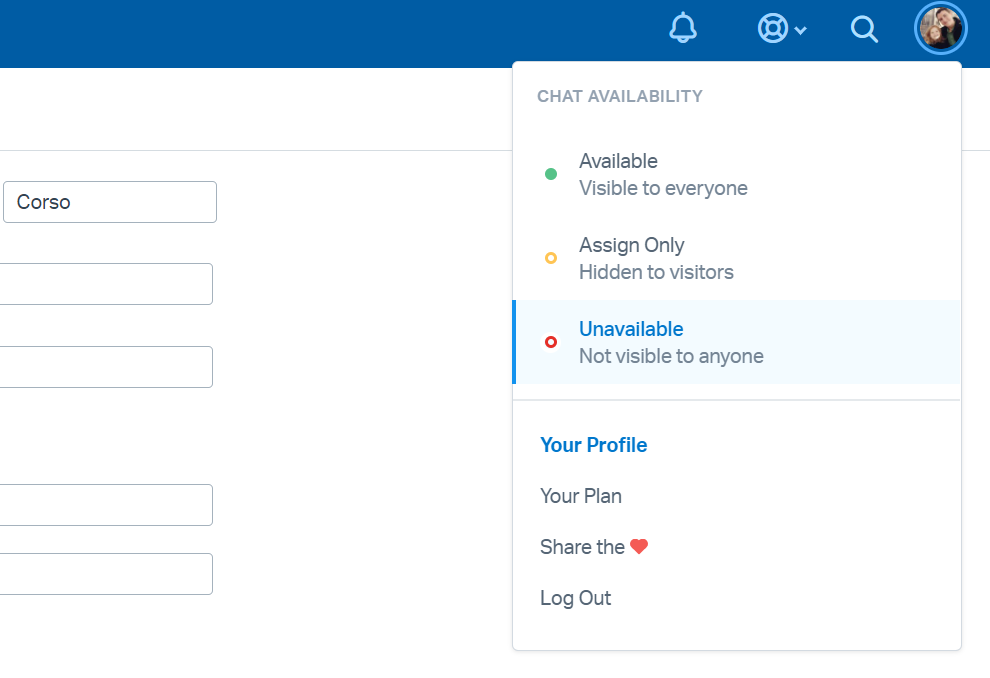 CHAT AVAILABILITY
Available
Visible to everyone
Corso
Assign Only
Hidden to visitors
Unavailable
Not visible to anyone
Your Profile
Your Plan
Share the ❤
Log Out